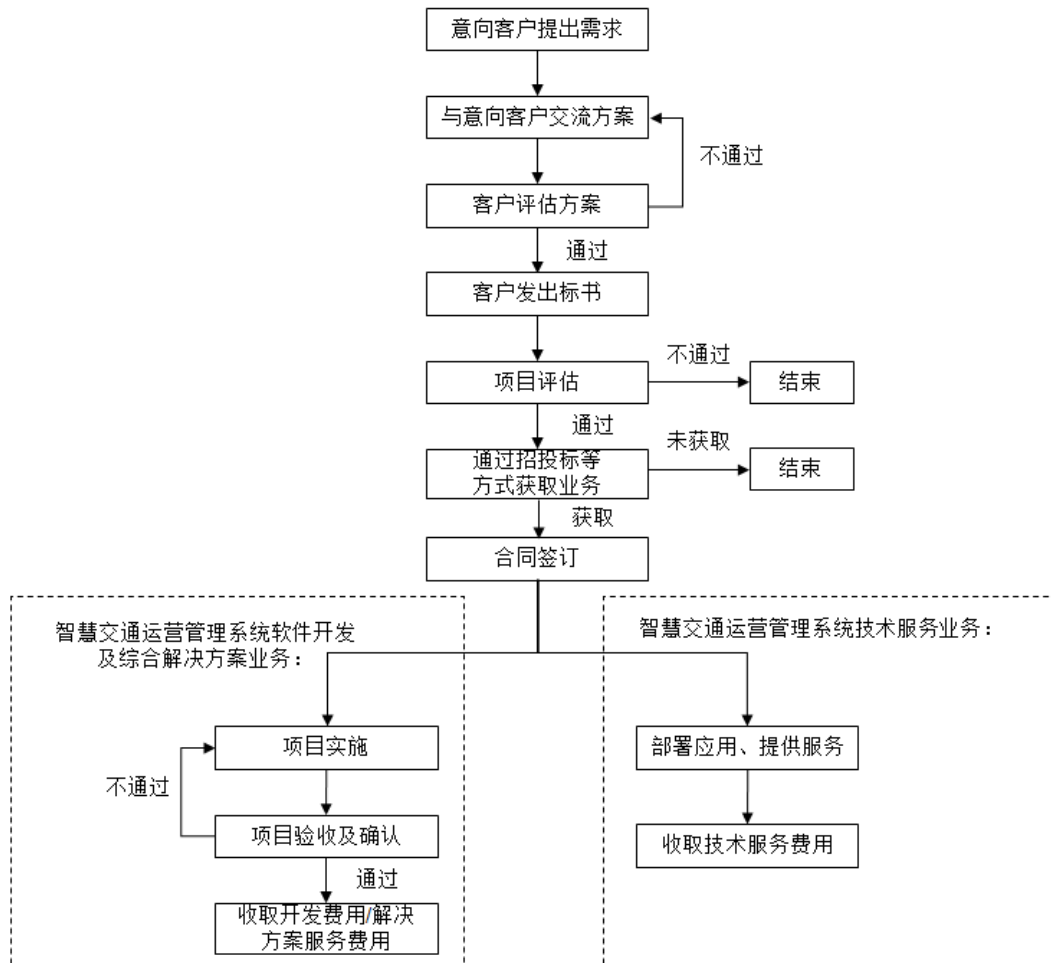 意向客户提出需求
与意向客户交流方案
不通过
客户评估方案
通过
客户发出标书
不通过
项目评估
结束
通过
未获取
通过招投标等
方式获取业务
结束
获取
合同签订
智慧交通运营管理系统软件开发
及综合解决方案业务：
智慧交通运营管理系统技术服务业务：
项目实施
部署应用、提供服务
不通过
项目验收及确认
收取技术服务费用
通过
收取开发费用/解决
方案服务费用